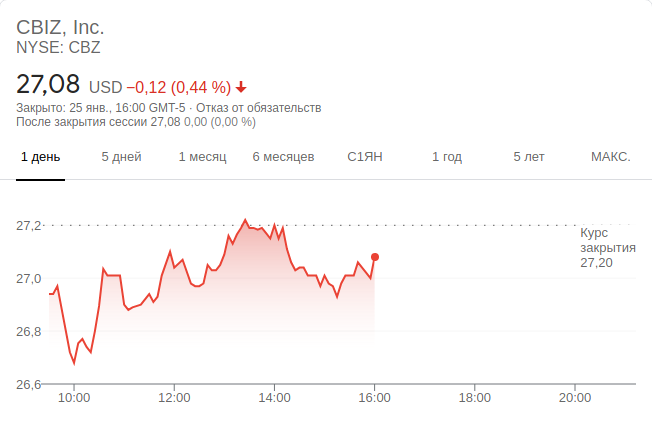 CBIZ, Inc.
NYSE: CBZ
27,08 USD −0,12 (0,44 %)
Закрыто: 25 янв., 16:00 GMT-5 · Отказ от обязательств
После закрытия сессии 27,08 0,00 (0,00 %)
1 день 5 дней 1 месяц 6 месяцев С1ЯН 1 год 5 лет МАКС.
27,2
Курс
закрытия
27,20
27,0
26,8
26,6
10:00 12:00 14:00 16:00 18:00 20:00